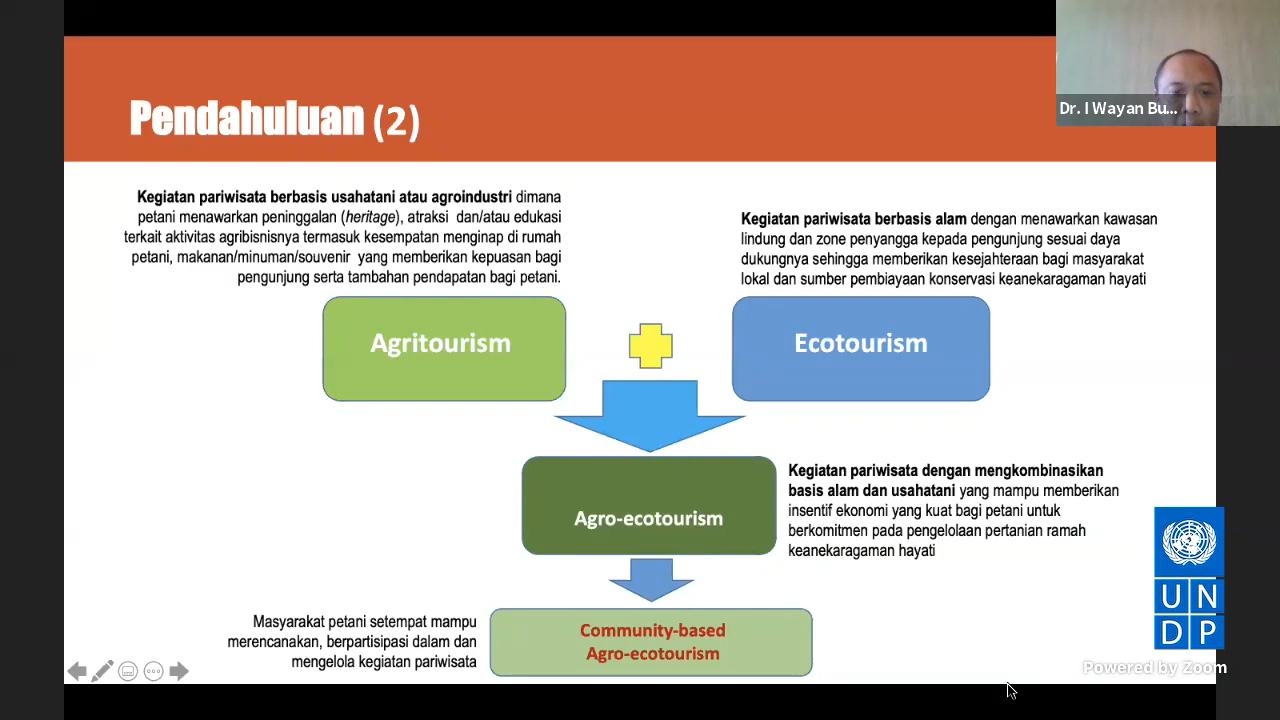 Pendahuluan (2)
Dr. I Wayan Bu...
Kegiatan pariwisata berbasis usahatani atau agroindustri dimana
petani menawarkan peninggalan (heritage), atraksi dan/atau edukasi
terkait aktivitas agribisnisnya termasuk kesempatan menginap di rumah
petani, makanan/minuman/souvenir yang memberikan kepuasan bagi
pengunjung serta tambahan pendapatan bagi petani.
Kegiatan pariwisata berbasis alam dengan menawarkan kawasan
lindung dan zone penyangga kepada pengunjung sesuai daya
dukungnya sehingga memberikan kesejahteraan bagi masyarakat
lokal dan sumber pembiayaan konservasi keanekaragaman hayati
Agritourism
Ecotourism
Agro-ecotourism
Kegiatan pariwisata dengan mengkombinasikan
basis alam dan usahatani yang mampu memberikan
insentif ekonomi yang kuat bagi petani untuk
berkomitmen pada pengelolaan pertanian ramah
keanekaragaman hayati
Masyarakat petani setempat mampu
merencanakan, berpartisipasi dalam dan
mengelola kegiatan pariwisata
Community-based
Agro-ecotourism
U N
D P
Powered by Zoom